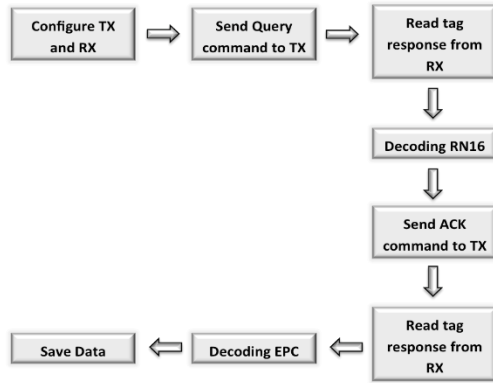 Configure TX
and RX
Send Query
command to TX
Read tag
response from
RX
Decoding RN16
Send ACK
command to TX
Read tag
response from
RX
Decoding EPC
Save Data